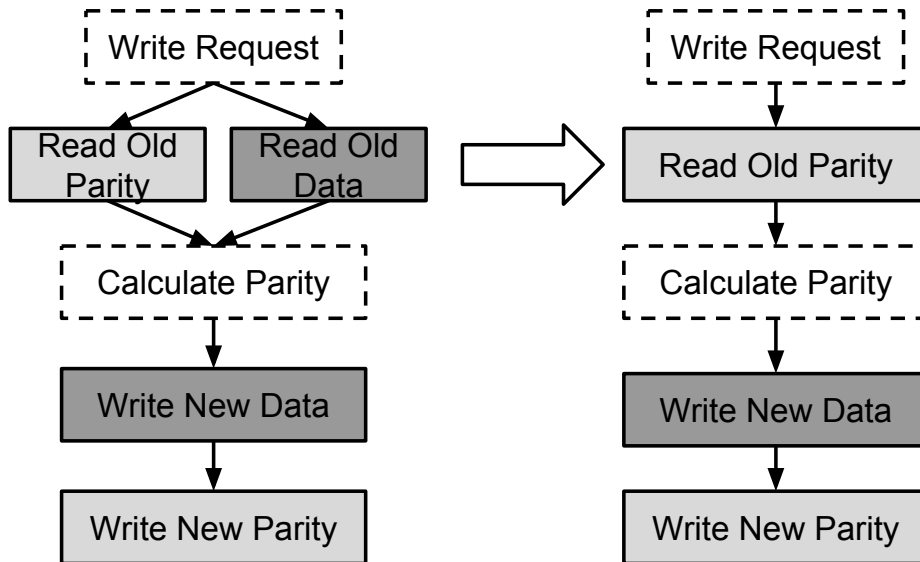 Write Request
Read Old
Parity
Read Old
Data
Calculate Parity
Write New Data
Write New Parity
Write Request
Read Old Parity
Calculate Parity
Write New Data
Write New Parity